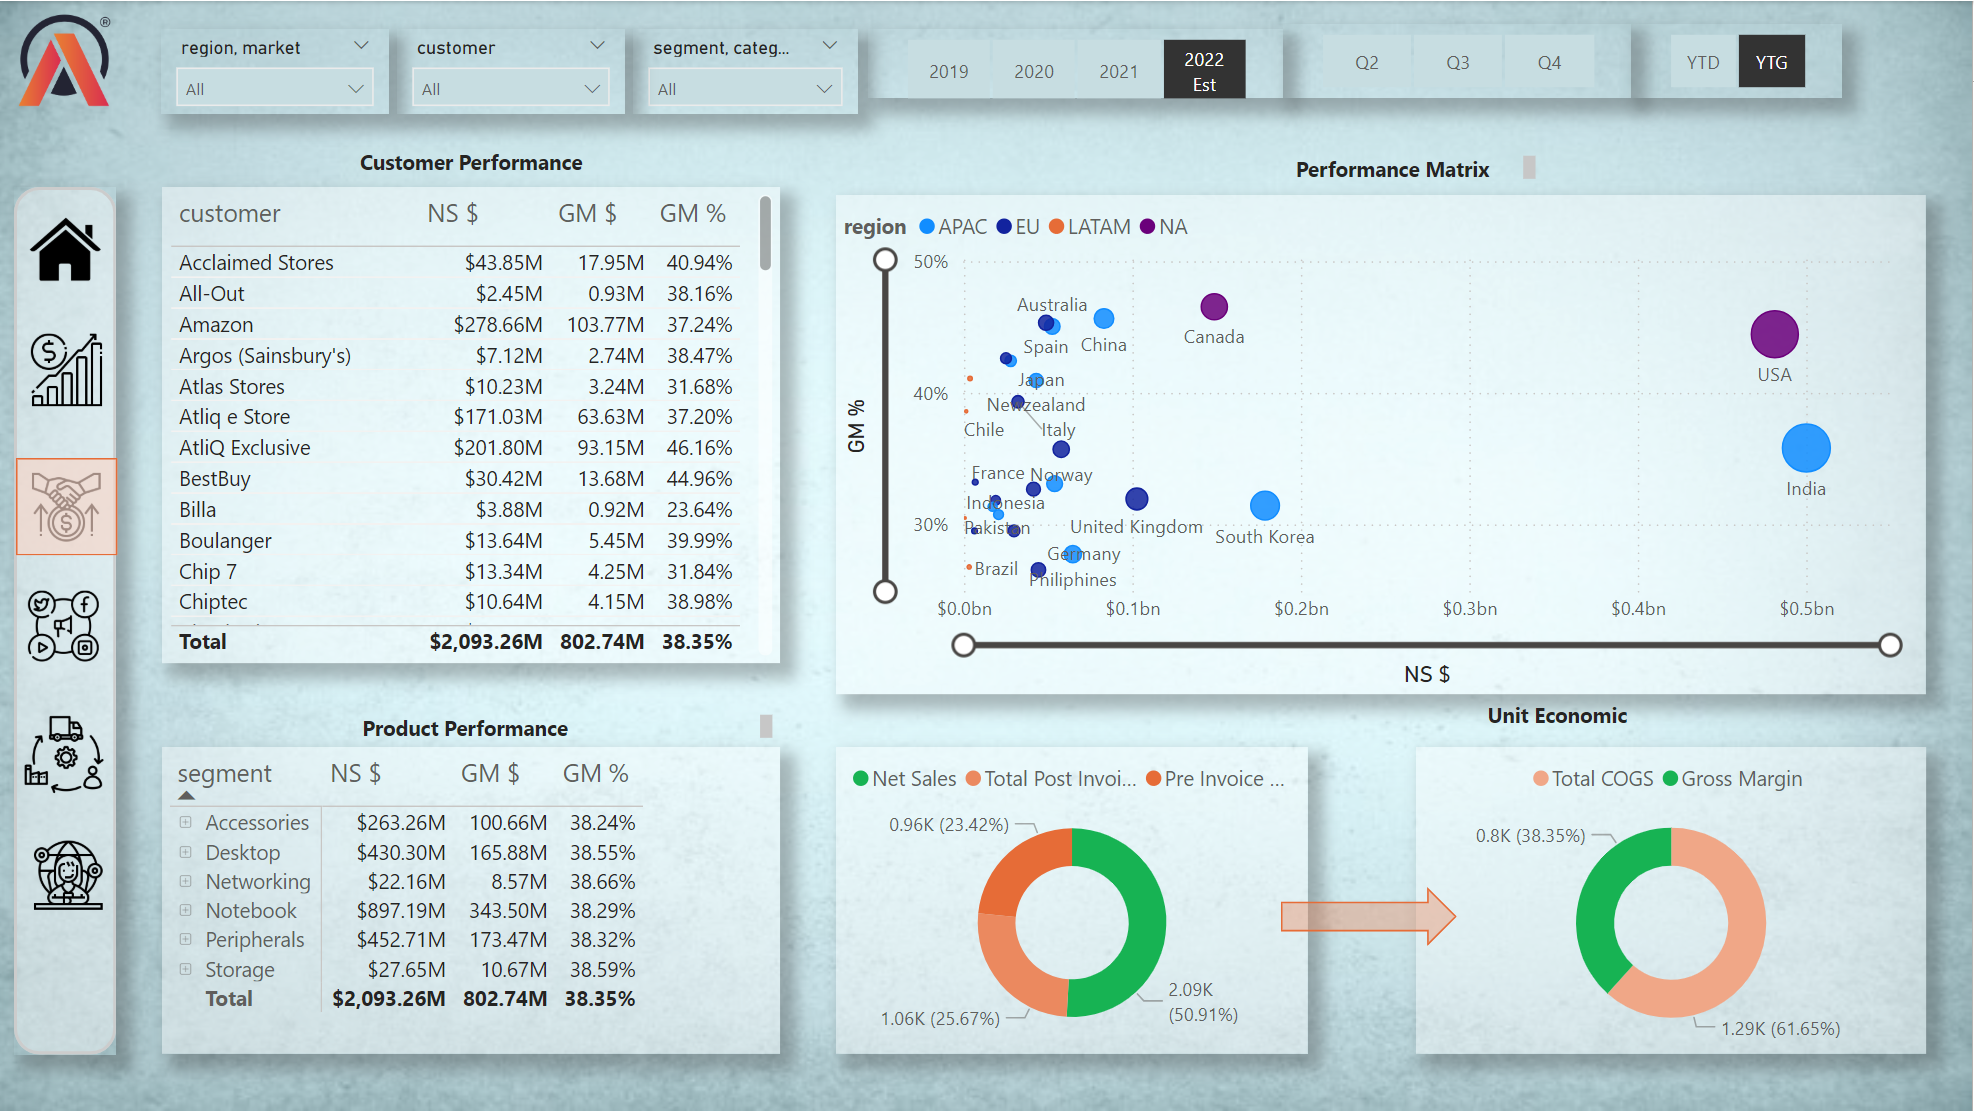 ®
region, market
All
customer
All
segment, categ...
All
2019
2020
2021
2022
Est
Q2
Q3
Q4
YTD
YTG
Customer Performance
customer NS $ GM $ GM %
Acclaimed Stores $43.85M 17.95M 40.94%
All-Out $2.45M 0.93M 38.16%
Amazon $278.66M 103.77M 37.24%
Argos (Sainsbury's) $7.12M 2.74M 38.47%
Atlas Stores $10.23M 3.24M 31.68%
Atliq e Store $171.03M 63.63M 37.20%
AtliQ Exclusive $201.80M 93.15M 46.16%
BestBuy $30.42M 13.68M 44.96%
Billa $3.88M 0.92M 23.64%
Boulanger $13.64M 5.45M 39.99%
Chip 7 $13.34M 4.25M 31.84%
Chiptec $10.64M 4.15M 38.98%
Total $2,093.26M 802.74M 38.35%
Performance Matrix
region APAC EU LATAM NA
GM %
50%
40%
30%
Australia
Spain
China
Canada
USA
Japan
Newzealand
Chile
Italy
France
Norway
India
Indonesia
Pakistan
United Kingdom
South Korea
Germany
Brazil
Philiphines
$0.0bn $0.1bn $0.2bn $0.3bn $0.4bn $0.5bn
NS $
Product Performance
segment NS $ GM $ GM %
Accessories $263.26M 100.66M 38.24%
Desktop $430.30M 165.88M 38.55%
Networking $22.16M 8.57M 38.66%
Notebook $897.19M 343.50M 38.29%
Peripherals $452.71M 173.47M 38.32%
Storage $27.65M 10.67M 38.59%
Total $2,093.26M 802.74M 38.35%
Unit Economic
Net Sales Total Post Invoi... Pre Invoice ...
0.96K (23.42%)
1.06K (25.67%)
2.09K
(50.91%)
Total COGS Gross Margin
0.8K (38.35%)
1.29K (61.65%)